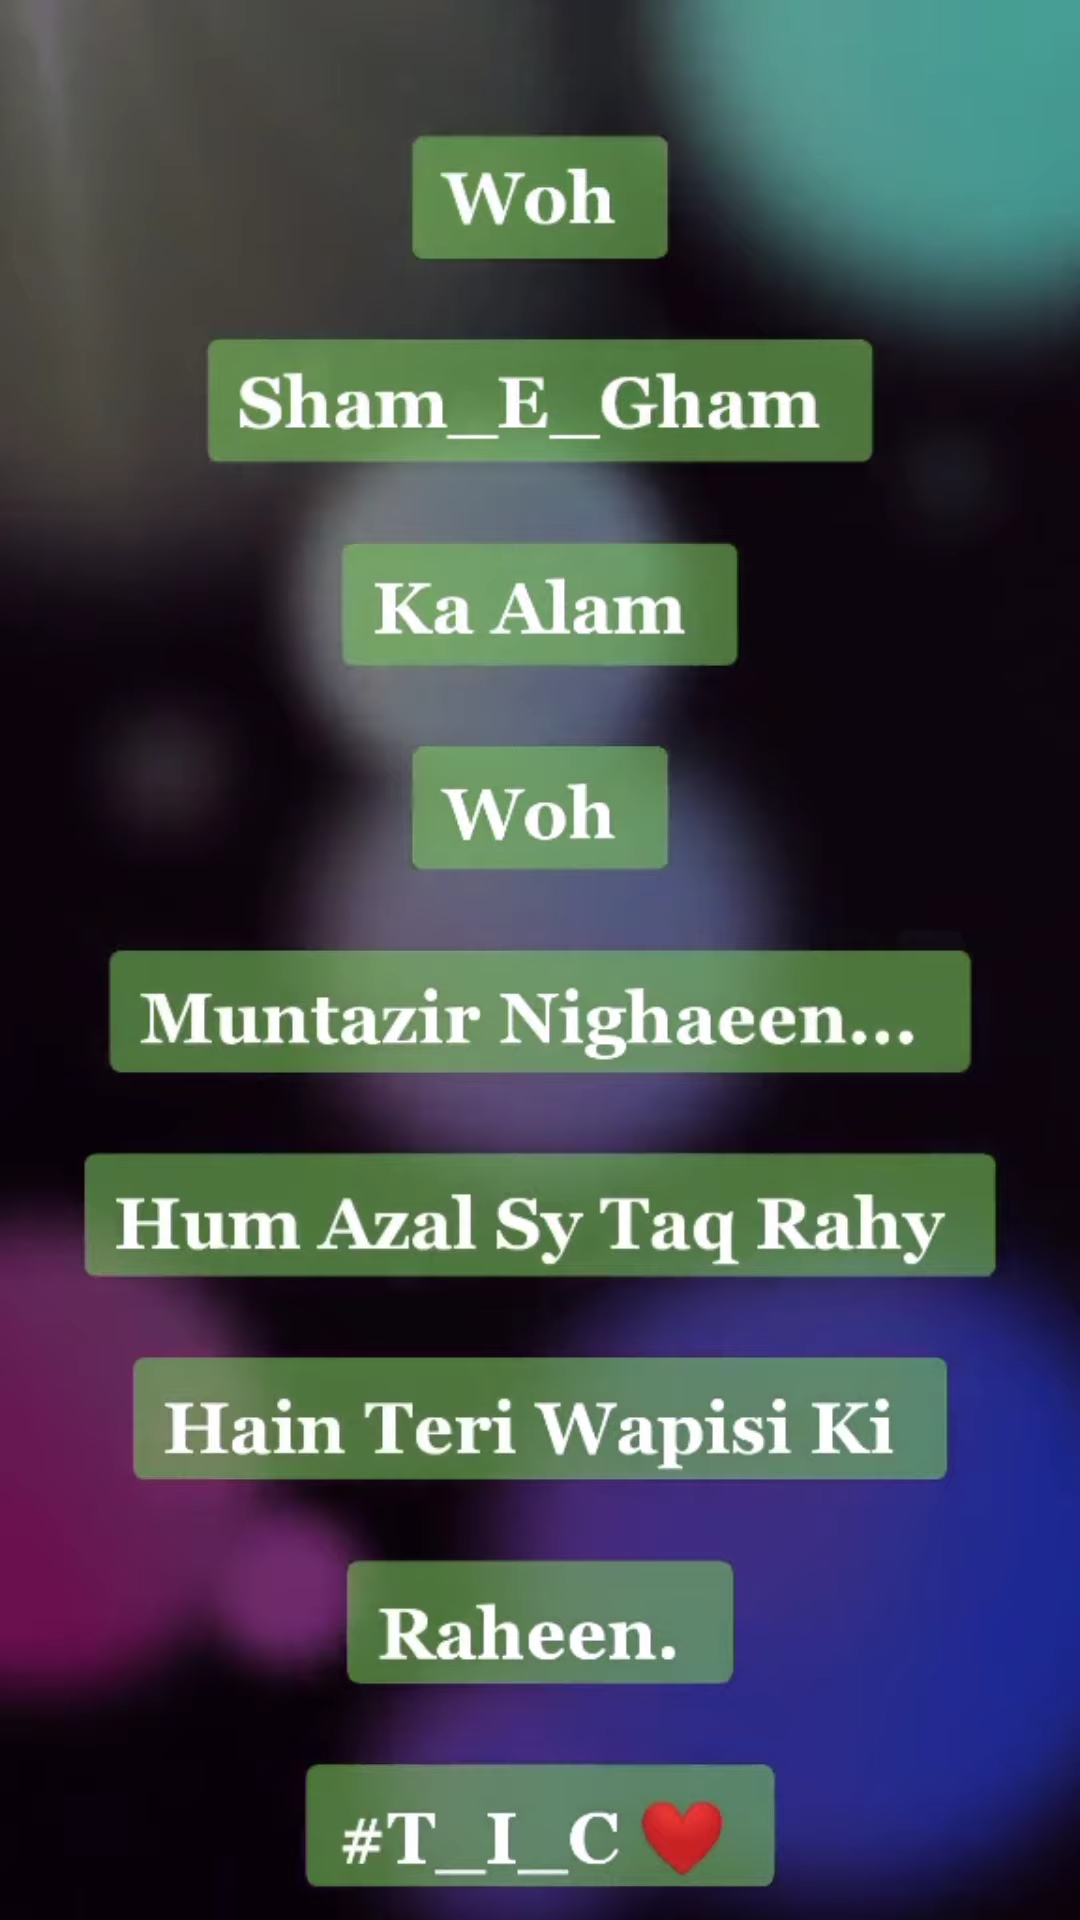 Woh
Sham_E_Gham
Ka Alam
Woh
Muntazir Nighaeen...
Hum Azal Sy Taq Rahy
Hain Teri Wapisi Ki
Raheen.
#T_I_C ❤️